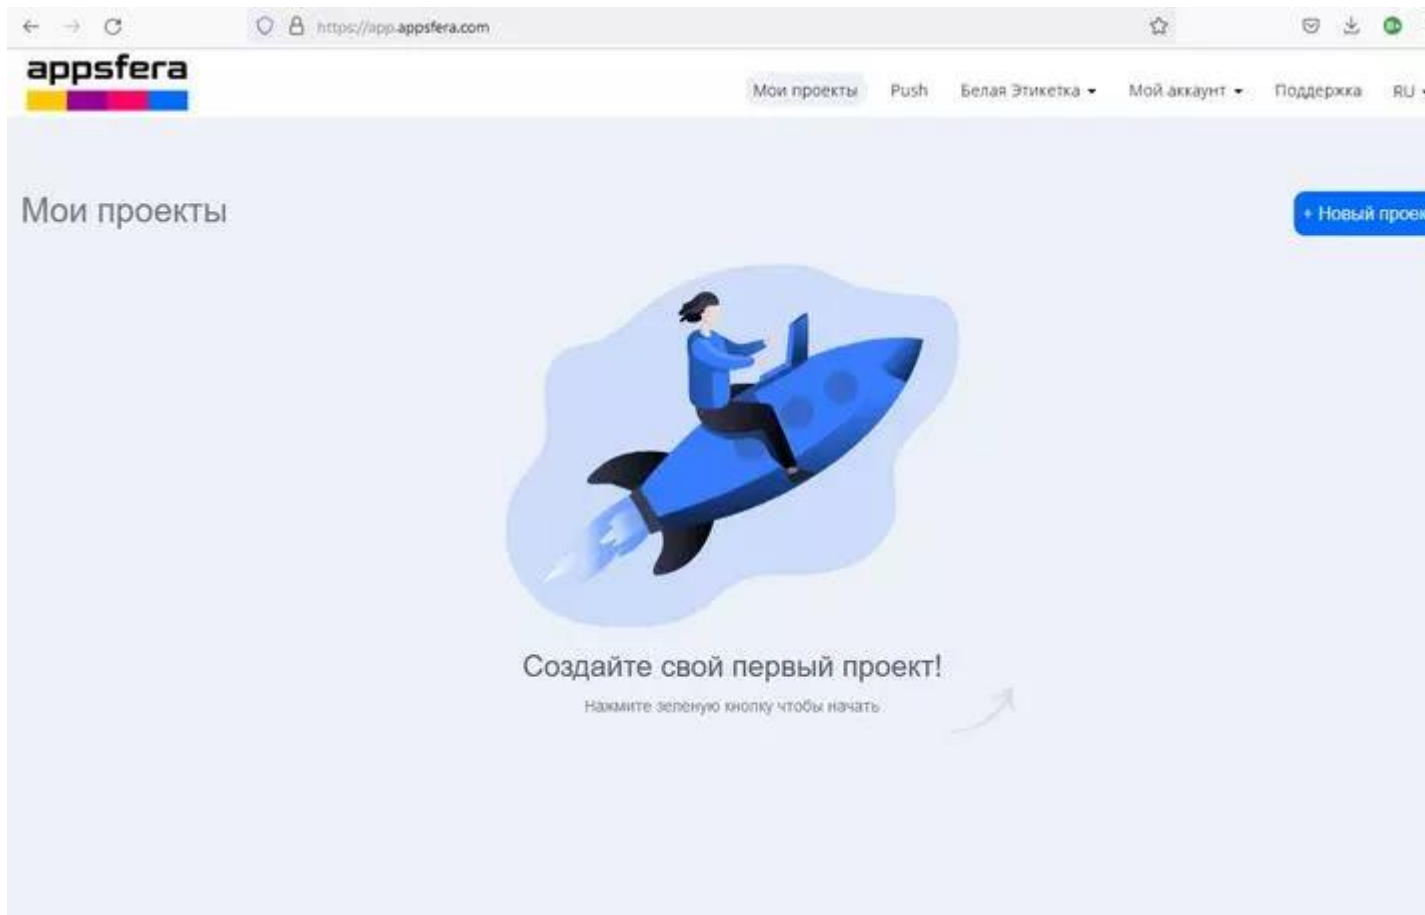 https://app.appsfera.com
appsfera
Мои проекты Push Белая Этикетка Мой аккаунт Поддержка RU
Мои проекты
+ Новый проек
Создайте свой первый проект!
Нажмите зеленую кнопку чтобы начать